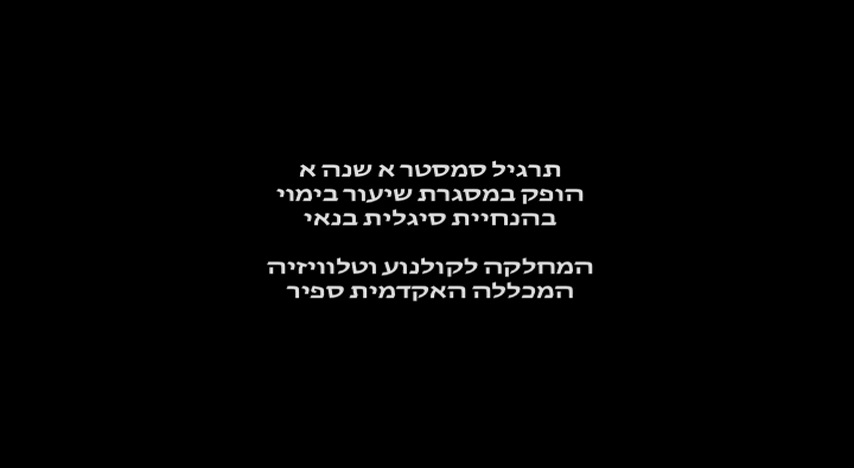 תרגיל סמסטר א שנה א
הופק במסגרת שיעור בימוי
בהנחיית סיגלית בנאי
המחלקה לקולנוע וטלוויזיה
המכללה האקדמית ספיר